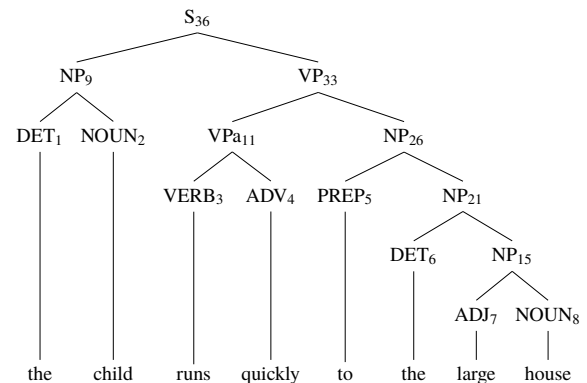 S₃₆
NP₉ VP₃₃
DET₁ NOUN₂ VPa₁₁ NP₂₆
VERB₃ ADV₄ PREP₅ NP₂₁
DET₆ NP₁₅
ADJ₇ NOUN₈
the child runs quickly to the large house